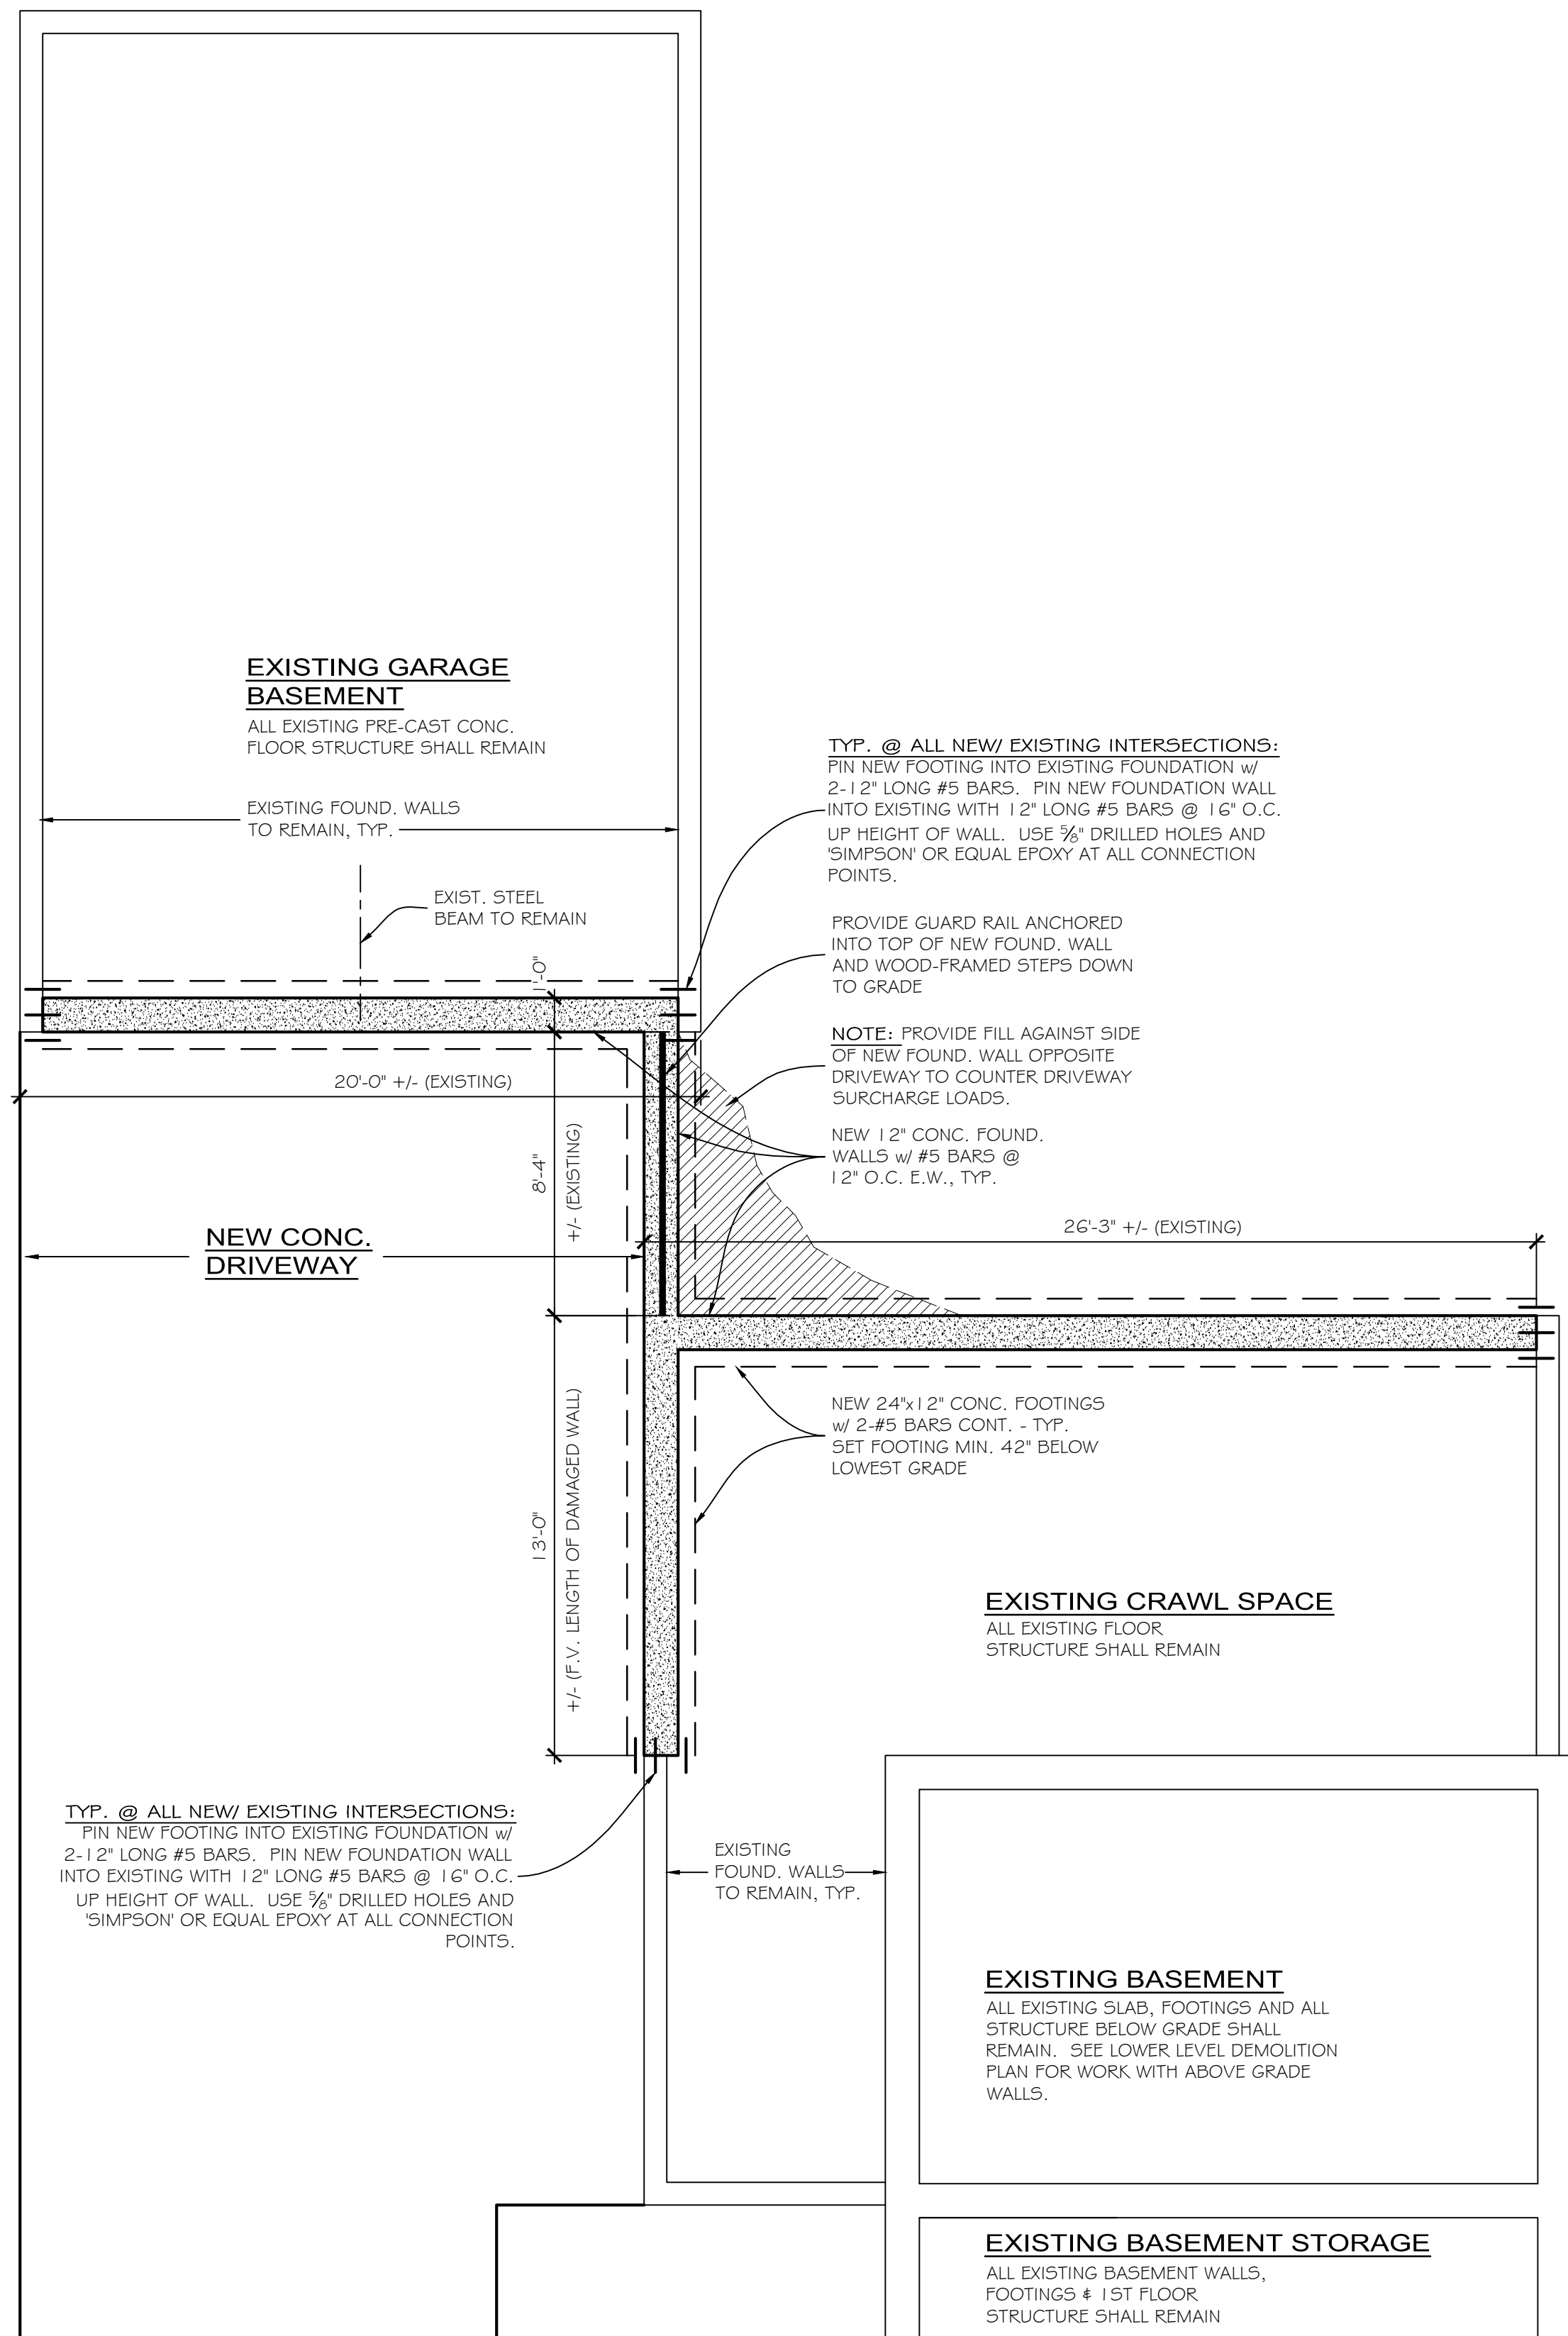 EXISTING GARAGE
BASEMENT
ALL EXISTING PRE-CAST CONC.
FLOOR STRUCTURE SHALL REMAIN
EXISTING FOUND. WALLS
TO REMAIN, TYP.
EXIST. STEEL
BEAM TO REMAIN
1'-0"
TYP. @ ALL NEW/ EXISTING INTERSECTIONS:
PIN NEW FOOTING INTO EXISTING FOUNDATION w/
2-12" LONG #5 BARS. PIN NEW FOUNDATION WALL
INTO EXISTING WITH 12" LONG #5 BARS @ 16" O.C.
UP HEIGHT OF WALL. USE 5/8" DRILLED HOLES AND
'SIMPSON' OR EQUAL EPOXY AT ALL CONNECTION
POINTS.
PROVIDE GUARD RAIL ANCHORED
INTO TOP OF NEW FOUND. WALL
AND WOOD-FRAMED STEPS DOWN
TO GRADE
NOTE: PROVIDE FILL AGAINST SIDE
OF NEW FOUND. WALL OPPOSITE
DRIVEWAY TO COUNTER DRIVEWAY
SURCHARGE LOADS.
20'-0" +/- (EXISTING)
8'-4"
+/- (EXISTING)
NEW 12" CONC. FOUND.
WALLS w/ #5 BARS @
12" O.C. E.W., TYP.
NEW CONC.
DRIVEWAY
26'-3" +/- (EXISTING)
NEW 24"x12" CONC. FOOTINGS
w/ 2-#5 BARS CONT. - TYP.
SET FOOTING MIN. 42" BELOW
LOWEST GRADE
13'-0"
+/- (F.V. LENGTH OF DAMAGED WALL)
EXISTING CRAWL SPACE
ALL EXISTING FLOOR
STRUCTURE SHALL REMAIN
TYP. @ ALL NEW/ EXISTING INTERSECTIONS:
PIN NEW FOOTING INTO EXISTING FOUNDATION w/
2-12" LONG #5 BARS. PIN NEW FOUNDATION WALL
INTO EXISTING WITH 12" LONG #5 BARS @ 16" O.C.
UP HEIGHT OF WALL. USE 5/8" DRILLED HOLES AND
'SIMPSON' OR EQUAL EPOXY AT ALL CONNECTION
POINTS.
EXISTING
FOUND. WALLS
TO REMAIN, TYP.
EXISTING BASEMENT
ALL EXISTING SLAB, FOOTINGS AND ALL
STRUCTURE BELOW GRADE SHALL
REMAIN. SEE LOWER LEVEL DEMOLITION
PLAN FOR WORK WITH ABOVE GRADE
WALLS.
EXISTING BASEMENT STORAGE
ALL EXISTING BASEMENT WALLS,
FOOTINGS & 1ST FLOOR
STRUCTURE SHALL REMAIN